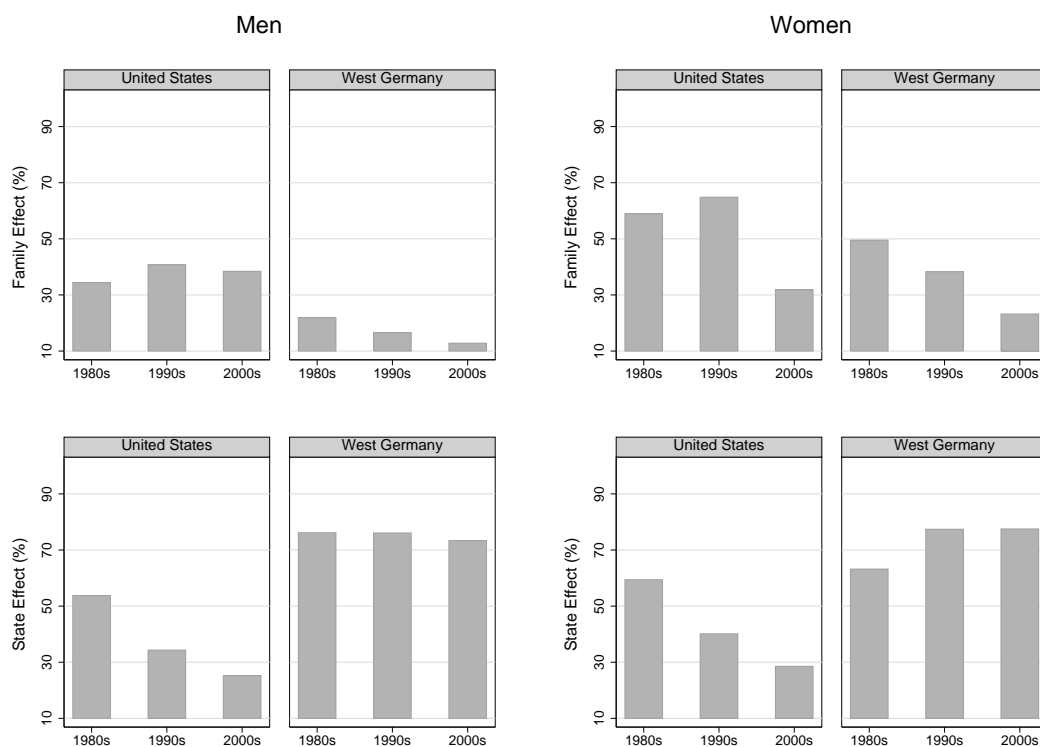 Men
Women
United States
West Germany
United States
West Germany
Family Effect (%)
90
70
50
30
10
1980s 1990s 2000s
1980s 1990s 2000s
Family Effect (%)
90
70
50
30
10
1980s 1990s 2000s
1980s 1990s 2000s
United States
West Germany
United States
West Germany
State Effect (%)
90
70
50
30
10
1980s 1990s 2000s
1980s 1990s 2000s
State Effect (%)
90
70
50
30
10
1980s 1990s 2000s
1980s 1990s 2000s